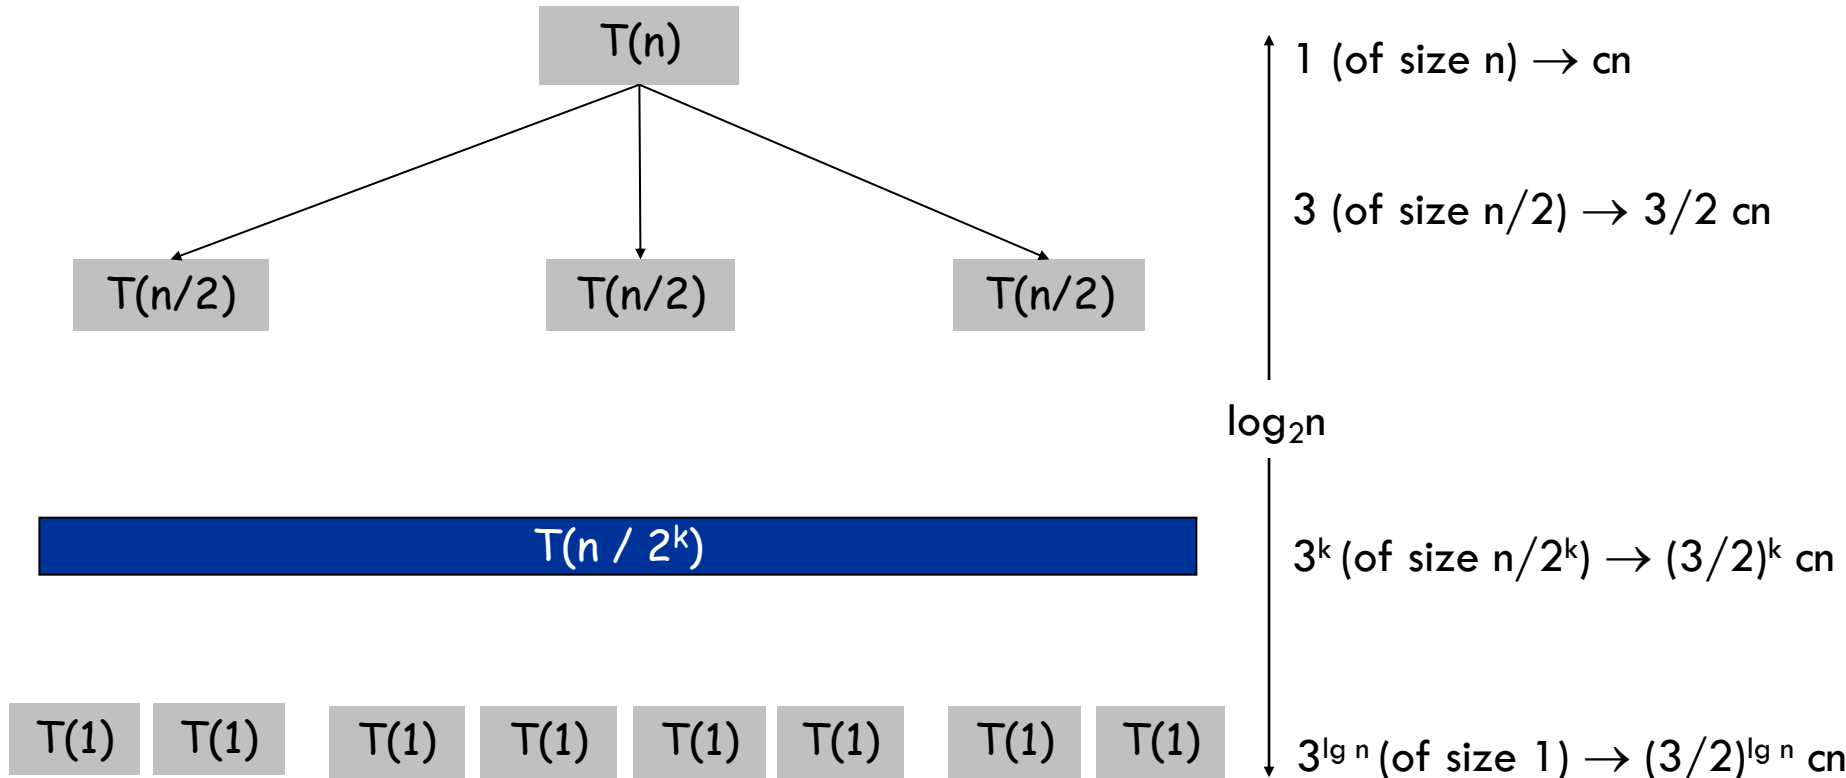 T(n)
1 (of size n) → cn
3 (of size n/2) → 3/2 cn
T(n/2) T(n/2) T(n/2)
log₂n
T(n / 2ᵏ)
3ᵏ (of size n/2ᵏ) → (3/2)ᵏ cn
T(1) T(1) T(1) T(1) T(1) T(1) T(1) T(1)
3ˡᵍ ⁿ (of size 1) → (3/2)ˡᵍ ⁿ cn